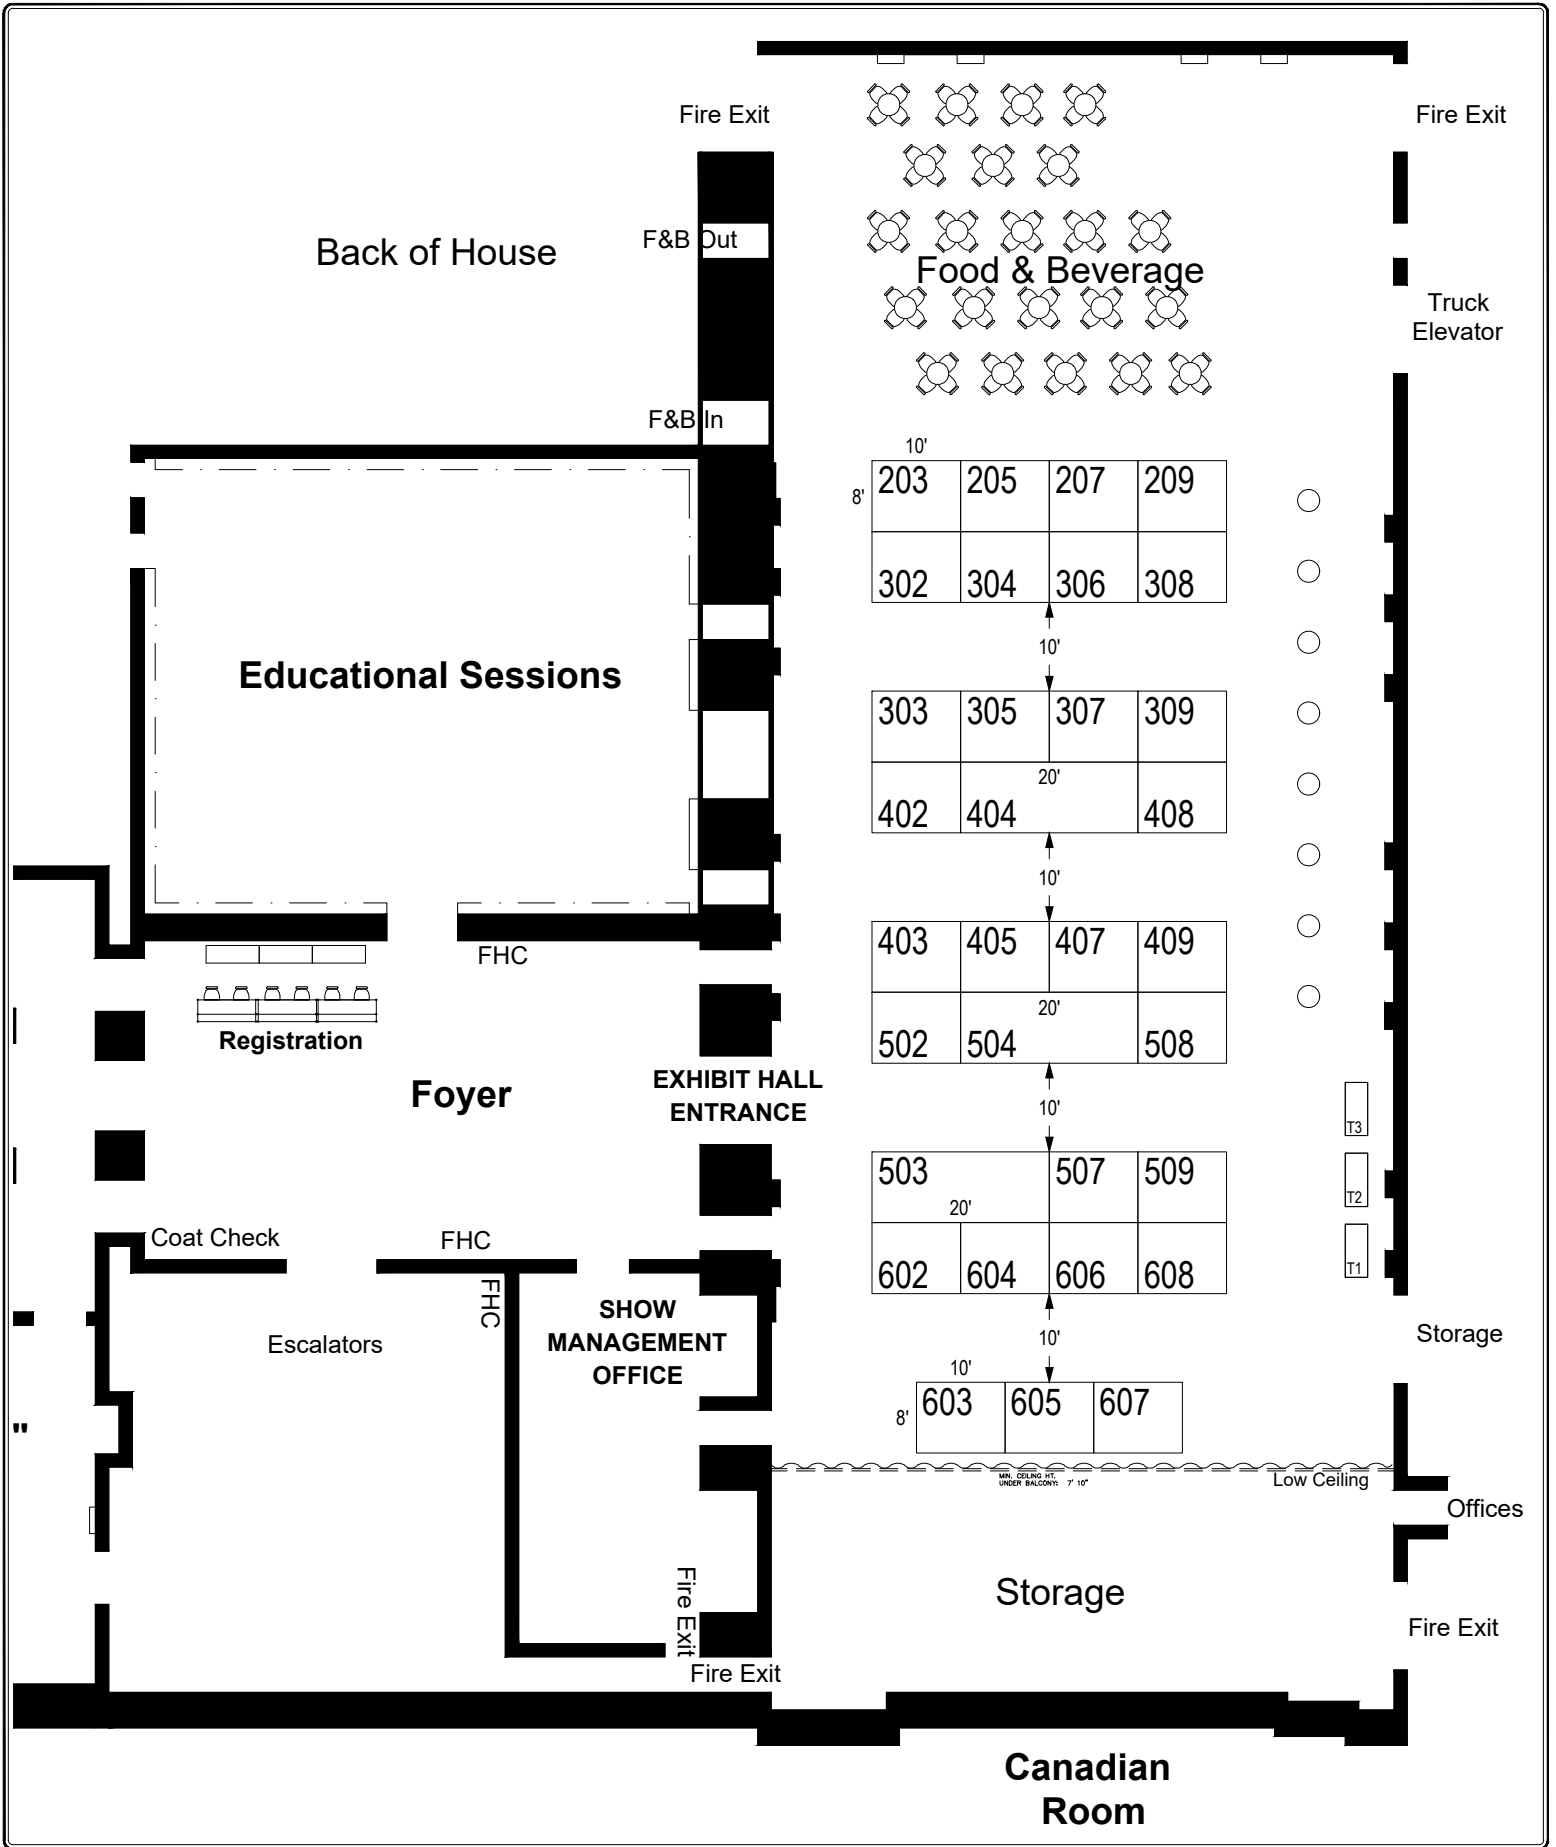 Fire Exit
Fire Exit
Back of House
F&B Out
Food & Beverage
Truck
Elevator
F&B In
10'
8'
203 205 207 209
302 304 306 308
10'
Educational Sessions
303 305 307 309
20'
402 404 408
10'
403 405 407 409
FHC
20'
502 504 508
Registration
Foyer
EXHIBIT HALL
ENTRANCE
10'
T3
503 507 509
T2
20'
Coat Check
FHC
602 604 606 608
T1
FHC
SHOW
MANAGEMENT
OFFICE
Escalators
10'
Storage
10'
8'
603 605 607
"
MIN. CEILING HT.
UNDER BALCONY: 7' 10"
Low Ceiling
Offices
Storage
Fire Exit
Fire Exit
Fire Exit
Canadian
Room